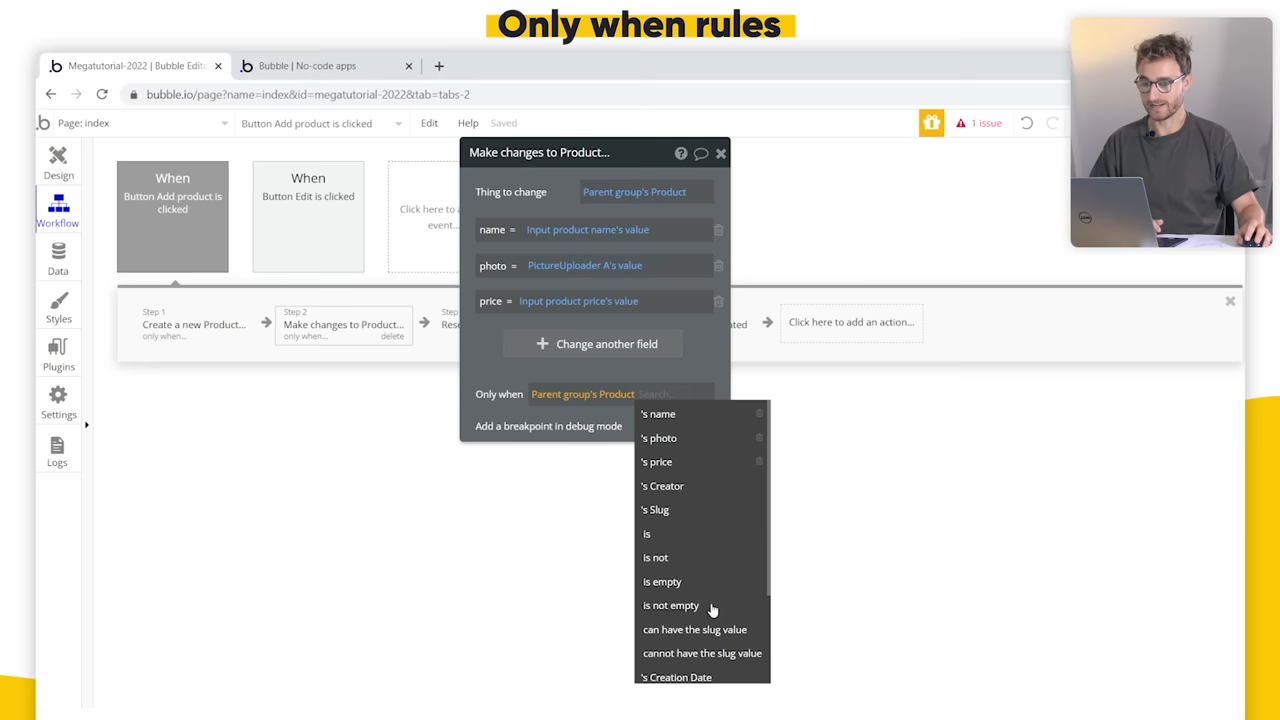 Only when rules
Megatutorial-2022 | Bubble Edito
Bubble | No-code apps
bubble.io/page?name=index&id=megatutorial-2022&tab=tabs-2
Page: index
Button Add product is clicked
Edit
Help
Saved
1 issue
Design
Workflow
Data
Styles
Plugins
Settings
Logs
When
Button Add product is
clicked
When
Button Edit is clicked
Click here to a
event...
Make changes to Product...
Thing to change
Parent group's Product
name =
Input product name's value
photo =
PictureUploader A's value
price =
Input product price's value
Change another field
Only when
Parent group's Product
Search...
Add a breakpoint in debug mode
Step 1
Create a new Product...
only when...
Step 2
Make changes to Product...
only when...
delete
Click here to add an action...
's name
's photo
's price
's Creator
's Slug
is
is not
is empty
is not empty
can have the slug value
cannot have the slug value
's Creation Date